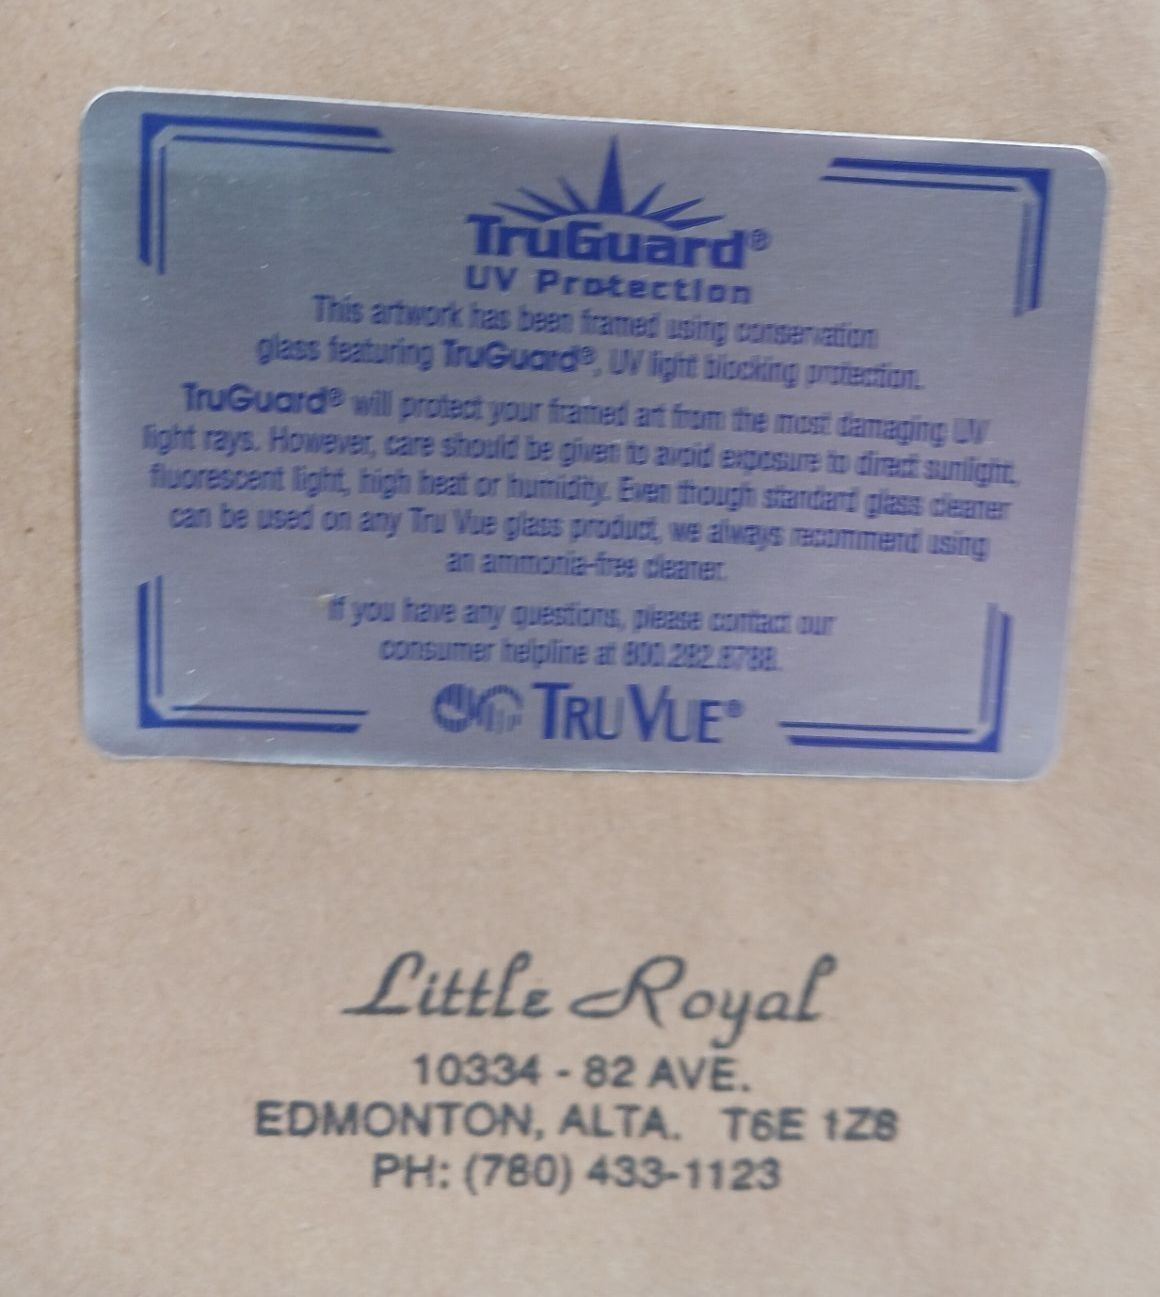 TruGuard®
UV Protection
This artwork has been framed using conservation
glass featuring TruGuard®, UV light blocking protection.
TruGuard® will protect your framed art from the most damaging UV
light rays. However, care should be given to avoid exposure to direct sunlight,
fluorescent light, high heat or humidity. Even though standard glass cleaner
can be used on any Tru Vue glass product, we always recommend using
an ammonia-free cleaner.
If you have any questions, please contact our
consumer helpline at 800.282.8788.
TRU VUE®
Little Royal
10334 - 82 AVE.
EDMONTON, ALTA. T6E 1Z8
PH: (780) 433-1123